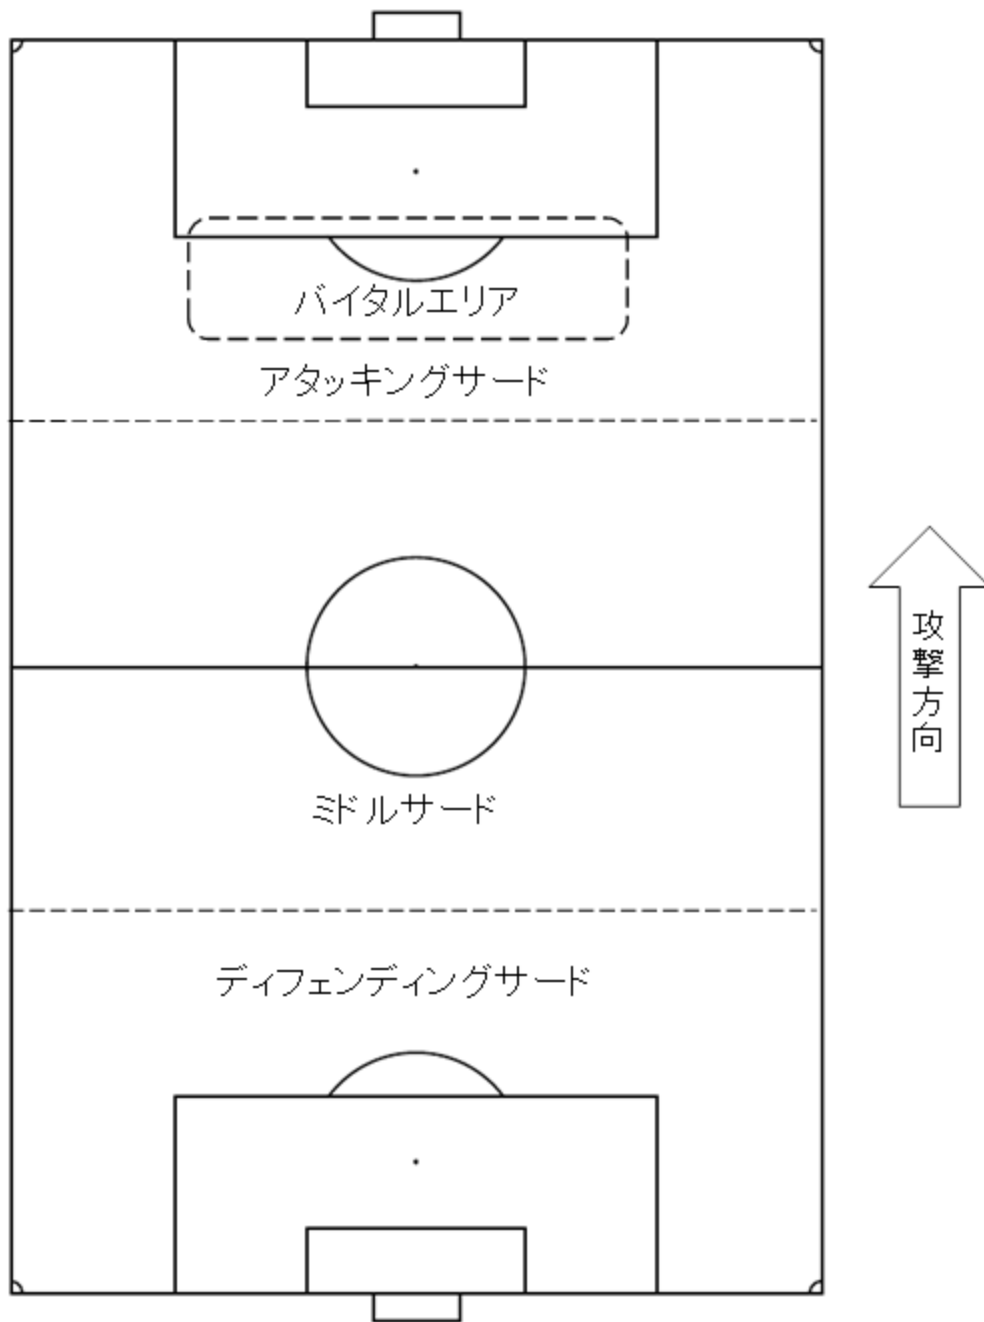 バイタルエリア
アタッキングサード
攻撃方向
ミドルサード
ディフェンディングサード